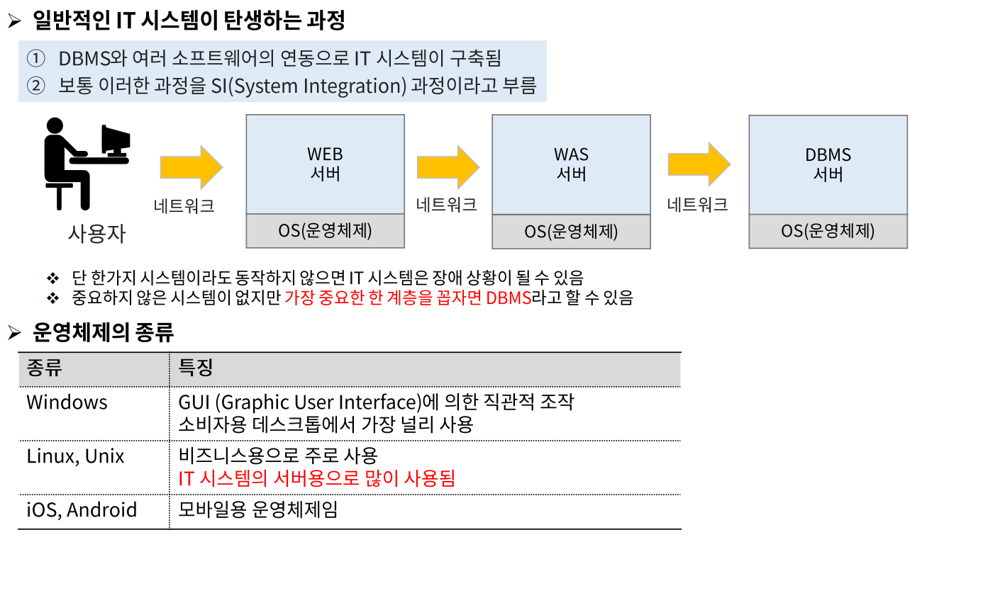 ➢ 일반적인 IT 시스템이 탄생하는 과정
① DBMS와 여러 소프트웨어의 연동으로 IT 시스템이 구축됨
② 보통 이러한 과정을 SI(System Integration) 과정이라고 부름
사용자
네트워크
WEB
서버
OS(운영체제)
네트워크
WAS
서버
OS(운영체제)
네트워크
DBMS
서버
OS(운영체제)
❖ 단 한가지 시스템이라도 동작하지 않으면 IT 시스템은 장애 상황이 될 수 있음
❖ 중요하지 않은 시스템이 없지만 가장 중요한 한 계층을 꼽자면 DBMS라고 할 수 있음
➢ 운영체제의 종류
종류 특징
Windows GUI (Graphic User Interface)에 의한 직관적 조작
소비자용 데스크톱에서 가장 널리 사용
Linux, Unix 비즈니스용으로 주로 사용
IT 시스템의 서버용으로 많이 사용됨
iOS, Android 모바일용 운영체제임